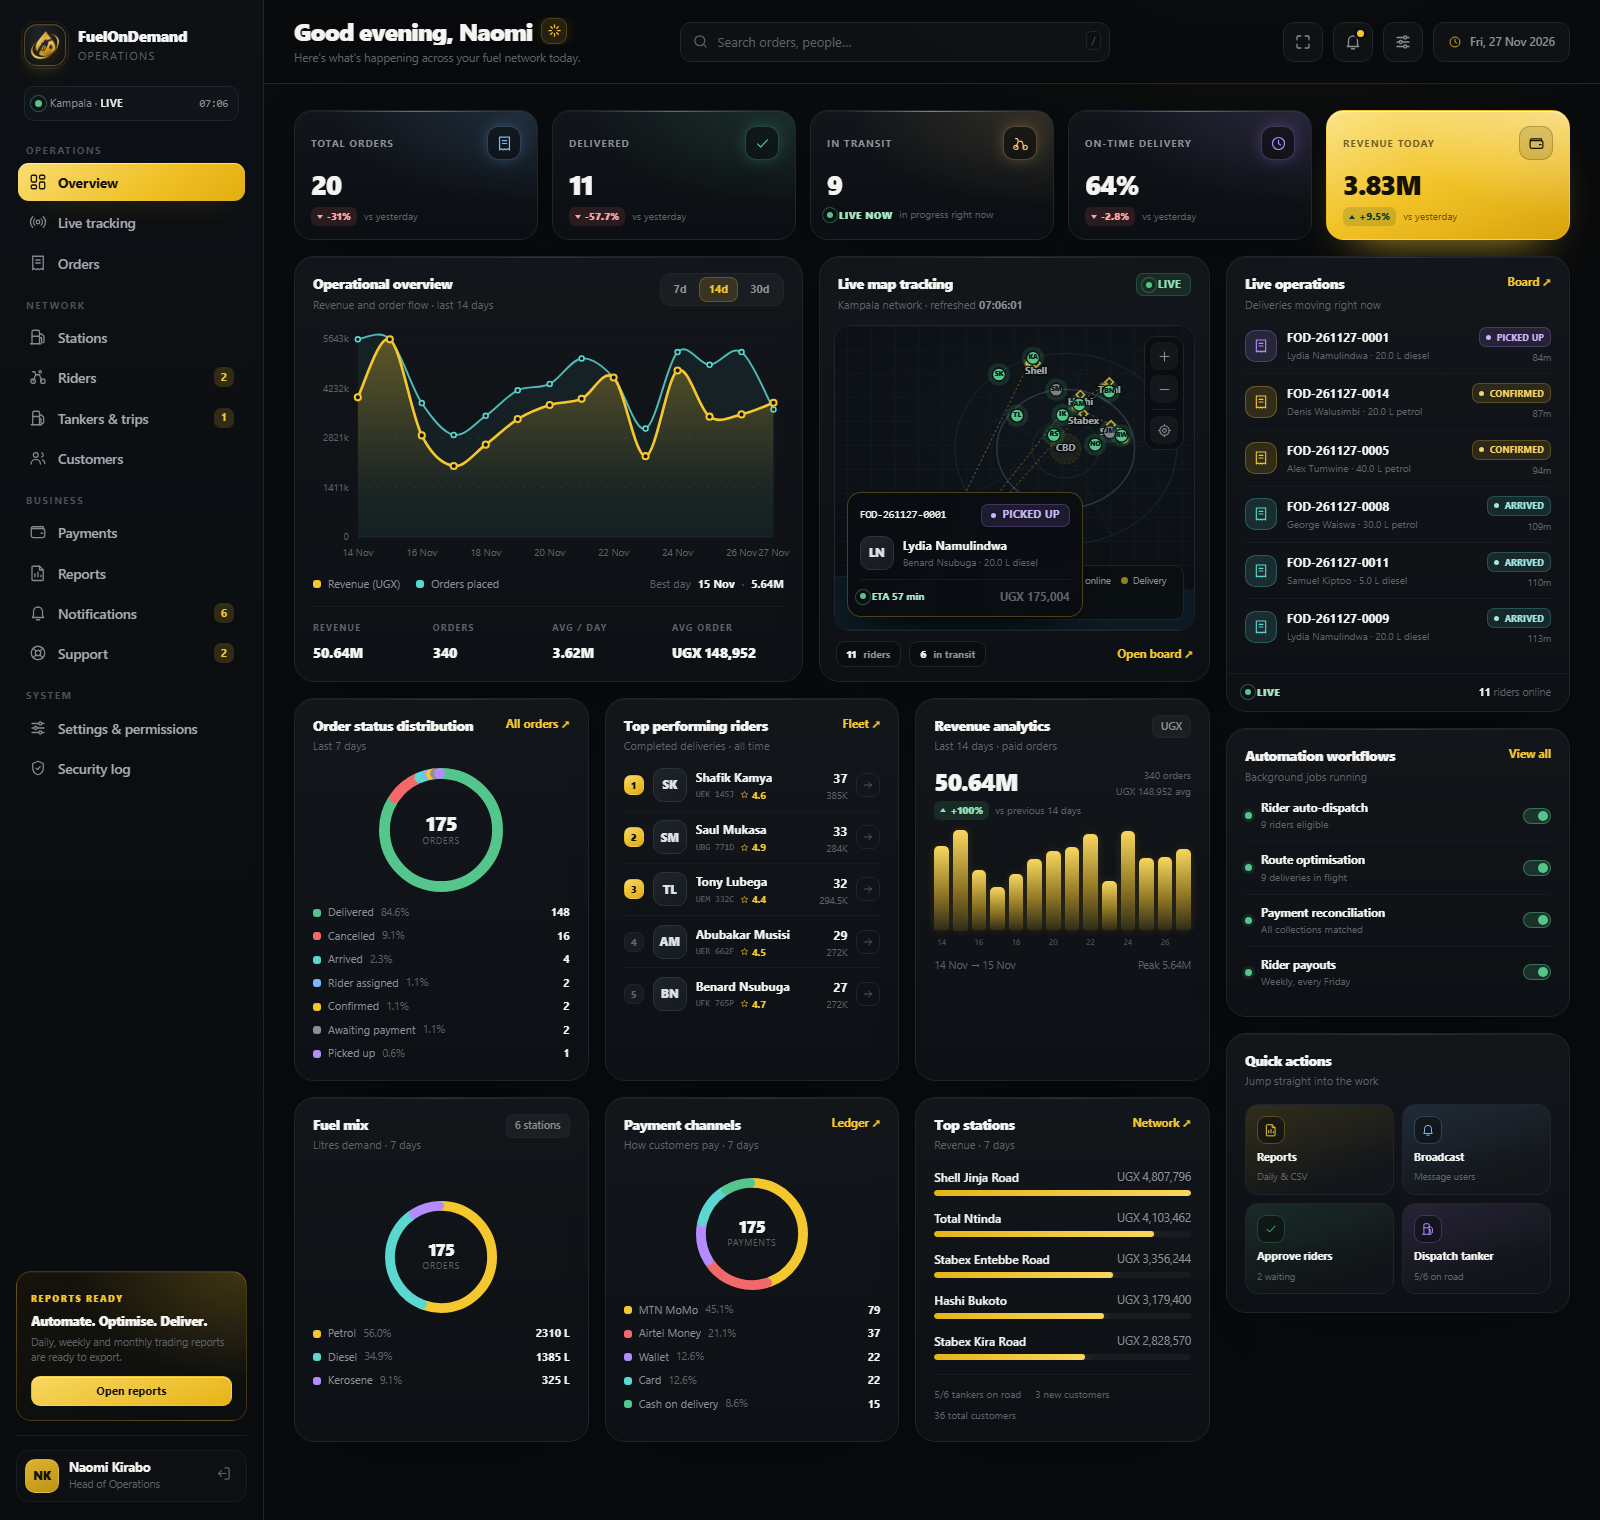 FuelOnDemand
OPERATIONS
Kampala · LIVE 07:06
OPERATIONS
Overview
Live tracking
Orders
NETWORK
Stations
Riders 2
Tankers & trips 1
Customers
BUSINESS
Payments
Reports
Notifications 6
Support 2
SYSTEM
Settings & permissions
Security log
REPORTS READY
Automate. Optimise. Deliver.
Daily, weekly and monthly trading reports
are ready to export.
Open reports
NK
Naomi Kirabo
Head of Operations
Good evening, Naomi
Here's what's happening across your fuel network today.
Search orders, people... /
Fri, 27 Nov 2026
TOTAL ORDERS
20
-31% vs yesterday
DELIVERED
11
-57.7% vs yesterday
IN TRANSIT
9
LIVE NOW in progress right now
ON-TIME DELIVERY
64%
-2.8% vs yesterday
REVENUE TODAY
3.83M
+9.5% vs yesterday
Operational overview
Revenue and order flow · last 14 days
7d 14d 30d
5643k
4232k
2821k
1411k
0
14 Nov 16 Nov 18 Nov 20 Nov 22 Nov 24 Nov 26 Nov 27 Nov
Revenue (UGX) Orders placed Best day 15 Nov · 5.64M
REVENUE ORDERS AVG / DAY AVG ORDER
50.64M 340 3.62M UGX 148,952
Live map tracking
LIVE
Kampala network · refreshed 07:06:01
Shell
SK
TL
Stabex
CBD
FOD-261127-0001 PICKED UP
LN
Lydia Namulindwa
Benard Nsubuga · 20.0 L diesel
ETA 57 min UGX 175,004
online Delivery
11 riders 6 in transit Open board ↗
Live operations Board ↗
Deliveries moving right now
FOD-261127-0001 PICKED UP
Lydia Namulindwa · 20.0 L diesel 84m
FOD-261127-0014 CONFIRMED
Denis Walusimbi · 20.0 L petrol 87m
FOD-261127-0005 CONFIRMED
Alex Tumwine · 40.0 L petrol 94m
FOD-261127-0008 ARRIVED
George Waiswa · 30.0 L petrol 109m
FOD-261127-0011 ARRIVED
Samuel Kiptoo · 5.0 L diesel 110m
FOD-261127-0009 ARRIVED
Lydia Namulindwa · 20.0 L diesel 113m
LIVE 11 riders online
Order status distribution All orders ↗
Last 7 days
175
ORDERS
Delivered 84.6% 148
Cancelled 9.1% 16
Arrived 2.3% 4
Rider assigned 1.1% 2
Confirmed 1.1% 2
Awaiting payment 1.1% 2
Picked up 0.6% 1
Top performing riders Fleet ↗
Completed deliveries · all time
1 SK Shafik Kamya 37
UEK 145J 4.6 385K
2 SM Saul Mukasa 33
UBG 771D 4.9 284K
3 TL Tony Lubega 32
UEM 332C 4.4 294.5K
4 AM Abubakar Musisi 29
UER 662F 4.5 272K
5 BN Benard Nsubuga 27
UFK 765P 4.7 272K
Revenue analytics UGX
Last 14 days · paid orders
50.64M
340 orders
UGX 148,952 avg
+100% vs previous 14 days
14 16 18 20 22 24 26
14 Nov – 15 Nov Peak 5.64M
Automation workflows View all
Background jobs running
Rider auto-dispatch
9 riders eligible
Route optimisation
9 deliveries in flight
Payment reconciliation
All collections matched
Rider payouts
Weekly, every Friday
Fuel mix 6 stations
Litres demand · 7 days
175
ORDERS
Petrol 56.0% 2310 L
Diesel 34.9% 1385 L
Kerosene 9.1% 325 L
Payment channels Ledger ↗
How customers pay · 7 days
175
PAYMENTS
MTN MoMo 45.1% 79
Airtel Money 21.1% 37
Wallet 12.6% 22
Card 12.6% 22
Cash on delivery 8.6% 15
Top stations Network ↗
Revenue · 7 days
Shell Jinja Road UGX 4,807,796
Total Ntinda UGX 4,103,462
Stabex Entebbe Road UGX 3,356,244
Hashi Bukoto UGX 3,179,400
Stabex Kira Road UGX 2,828,570
5/6 tankers on road 3 new customers
36 total customers
Quick actions
Jump straight into the work
Reports
Daily & CSV
Broadcast
Message users
Approve riders
2 waiting
Dispatch tanker
5/6 on road